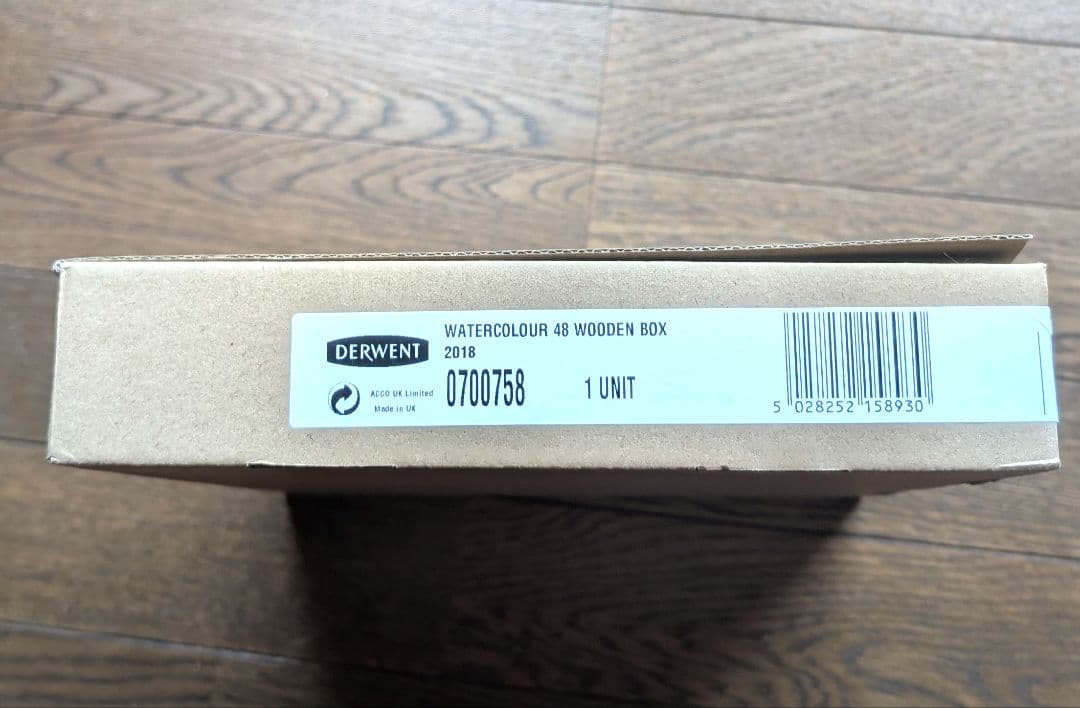 DERWENT
WATERCOLOUR 48 WOODEN BOX
2018
ACCO UK Limited
Made in UK
0700758
1 UNIT
5 028252 158930